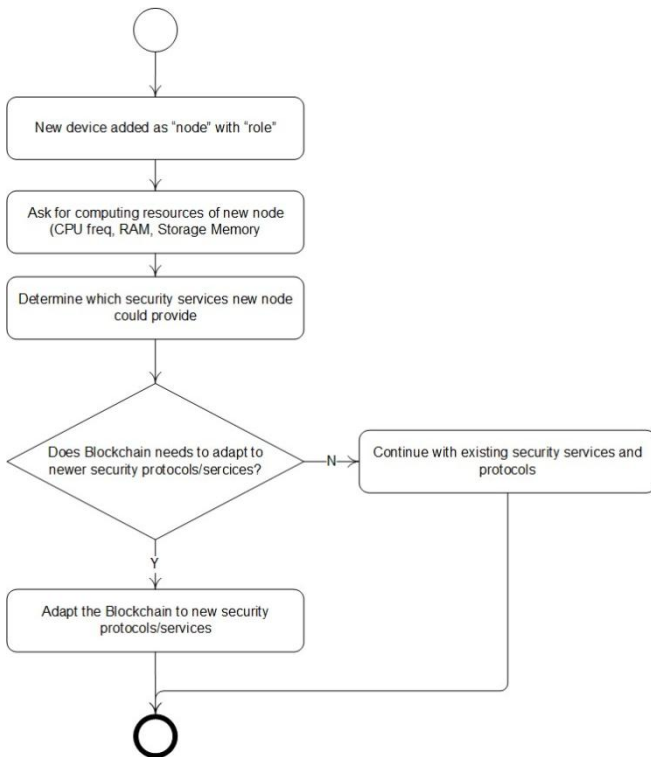 New device added as “node” with “role”
Ask for computing resources of new node
(CPU freq, RAM, Storage Memory
Determine which security services new node
could provide
Does Blockchain needs to adapt to
newer security protocols/sercices?
N
Continue with existing security services and
protocols
Y
Adapt the Blockchain to new security
protocols/services